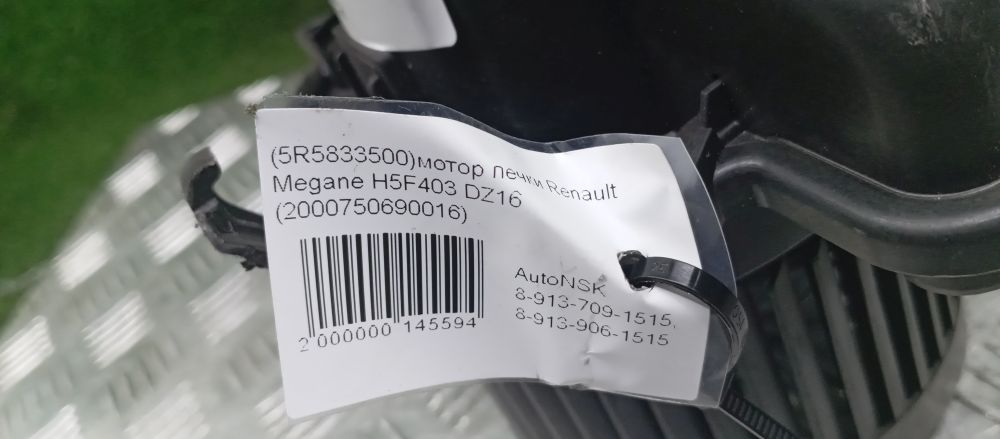 (5R5833500)мотор печки Renault
Megane H5F403 DZ16
(2000750690016)
2 000000 145594
AutoNSK
8-913-709-1515,
8-913-906-1515